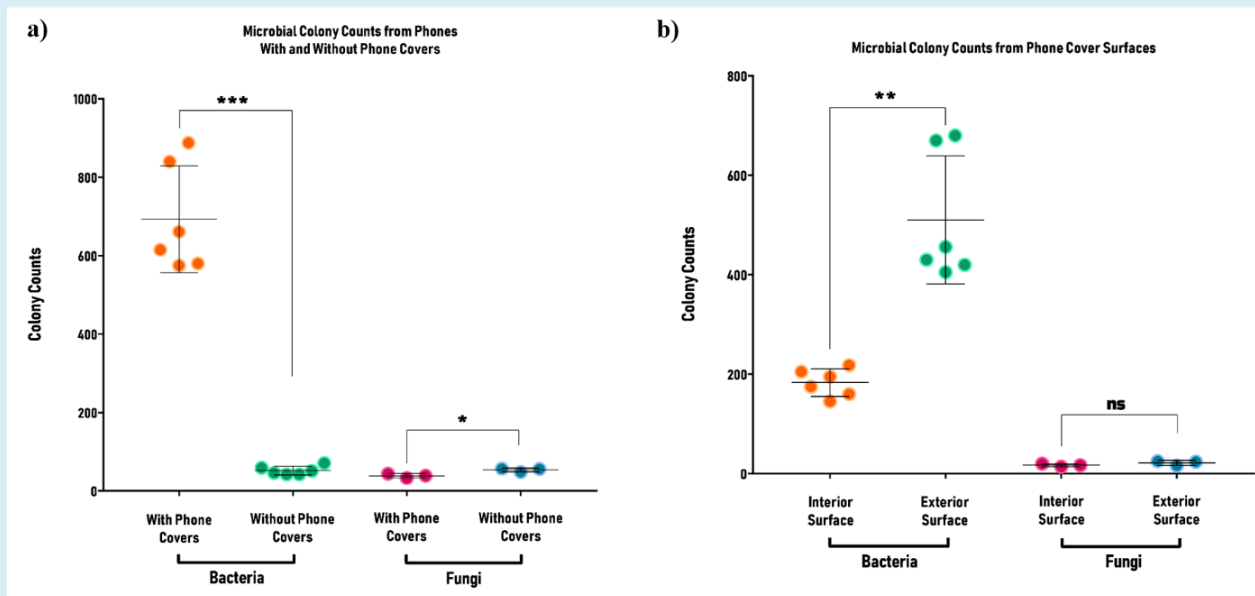 a)
Microbial Colony Counts from Phones
With and Without Phone Covers
Colony Counts
1000
800
600
400
200
0
***
*
With Phone
Covers
Without Phone
Covers
With Phone
Covers
Without Phone
Covers
Bacteria
Fungi
b)
Microbial Colony Counts from Phone Cover Surfaces
Colony Counts
800
600
400
200
0
**
ns
Interior
Surface
Exterior
Surface
Interior
Surface
Exterior
Surface
Bacteria
Fungi